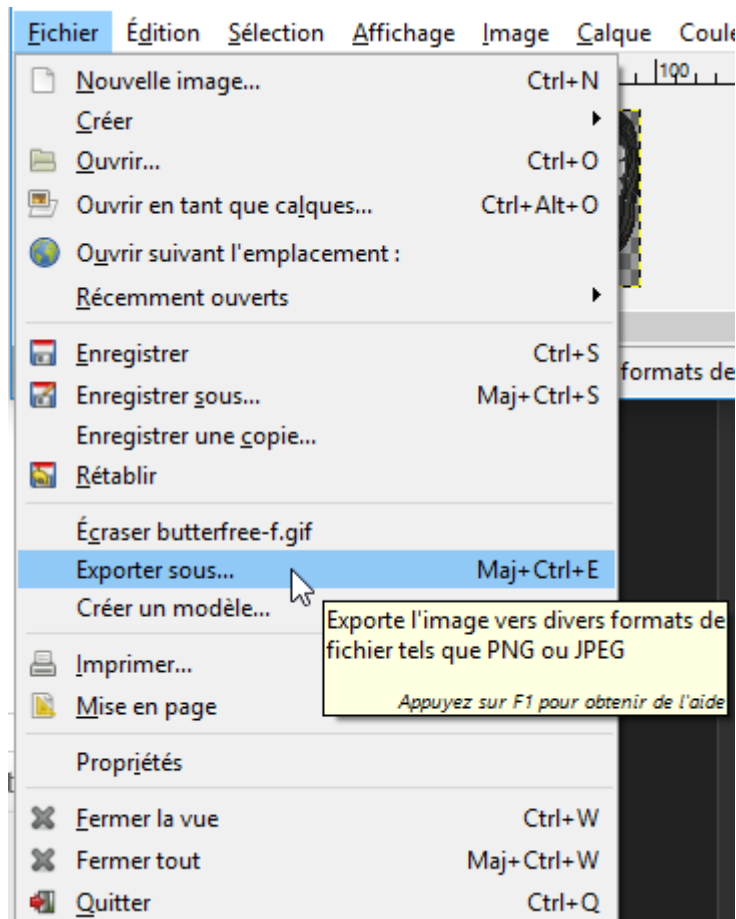 Fichier Édition Sélection Affichage Image Calque Coule
100
Nouvelle image... Ctrl+N
Créer
Ouvrir... Ctrl+O
Ouvrir en tant que calques... Ctrl+Alt+O
Ouvrir suivant l'emplacement :
Récemment ouverts
Enregistrer Ctrl+S
formats de
Enregistrer sous... Maj+Ctrl+S
Enregistrer une copie...
Rétablir
Écraser butterfree-f.gif
Exporter sous... Maj+Ctrl+E
Créer un modèle...
Exporte l'image vers divers formats de
fichier tels que PNG ou JPEG
Appuyez sur F1 pour obtenir de l'aide
Imprimer...
Mise en page
Propriétés
Fermer la vue Ctrl+W
Fermer tout Maj+Ctrl+W
Quitter Ctrl+Q